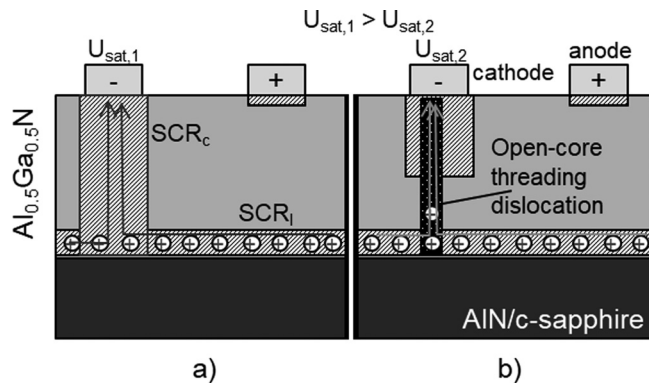 U_sat,1 > U_sat,2
U_sat,1
-
+
anode
U_sat,2
-
cathode
+
Al_0.5Ga_0.5N
SCR_c
SCR_l
Open-core
threading
dislocation
AlN/c-sapphire
a)
b)